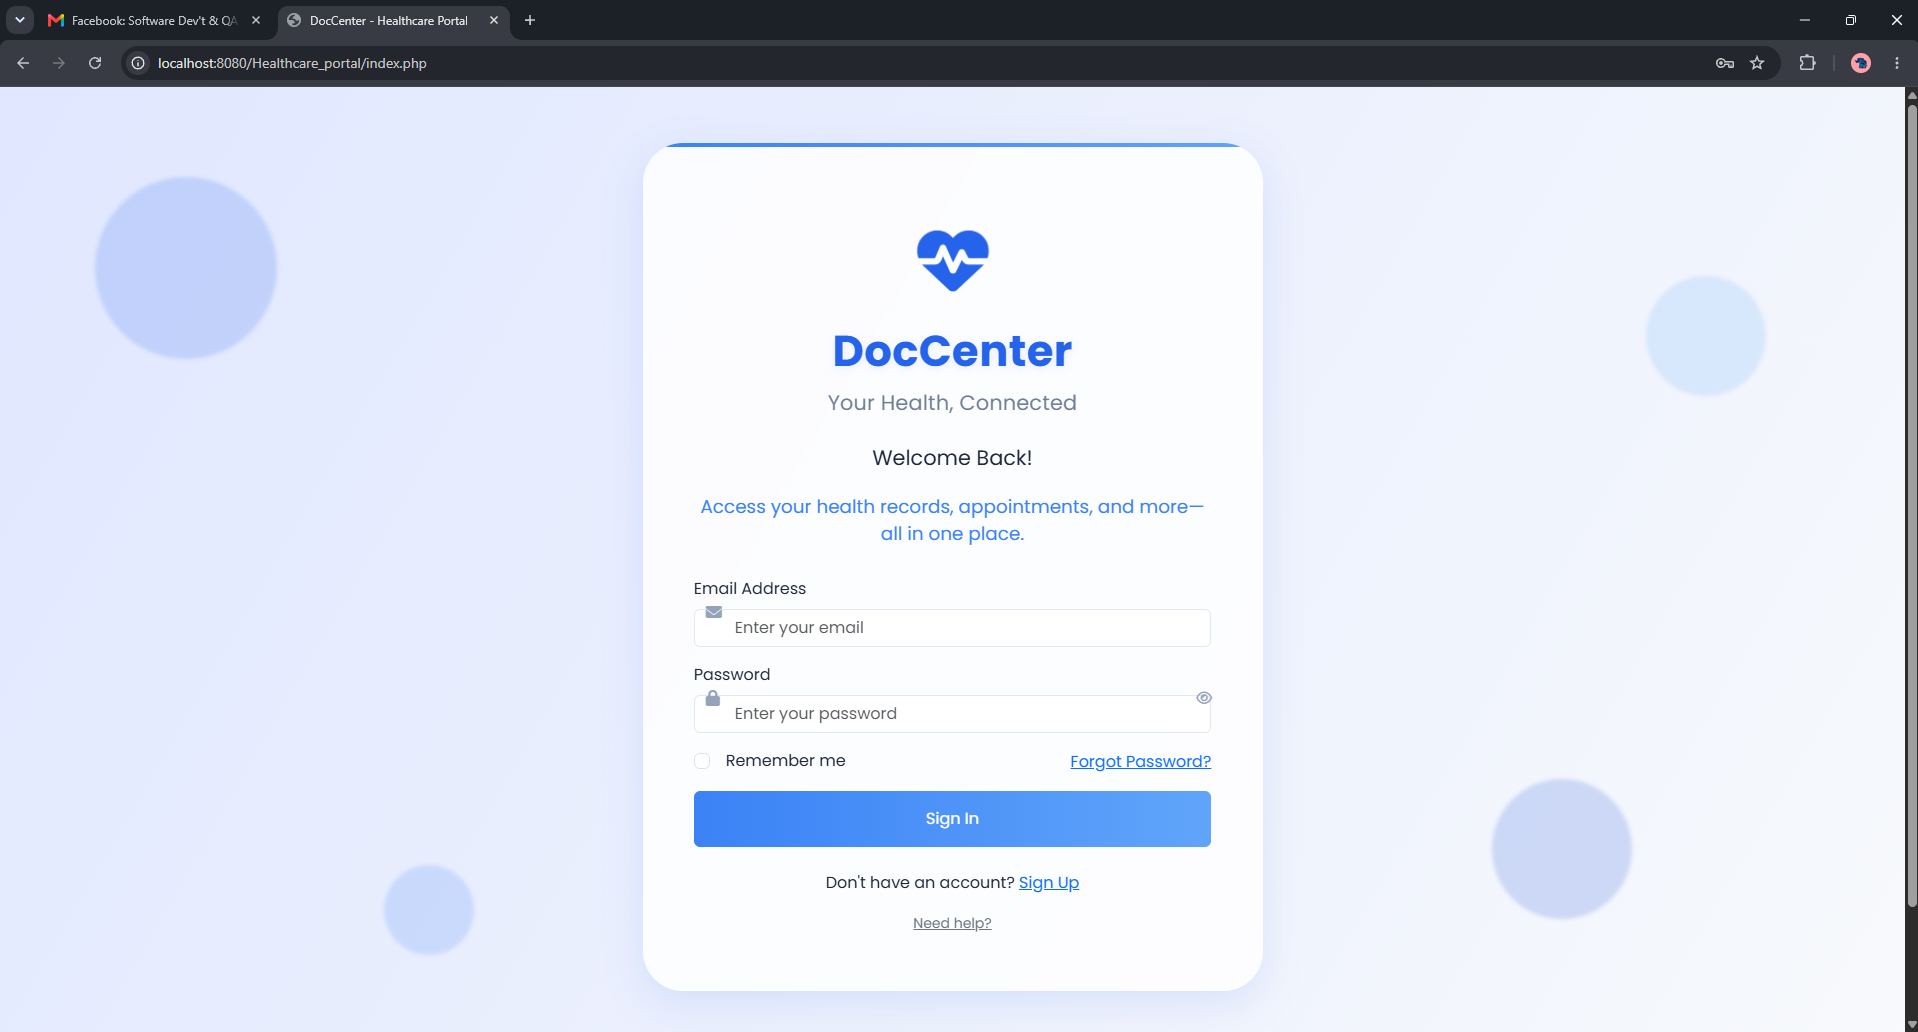 Facebook: Software Dev't & QA
DocCenter - Healthcare Portal
localhost:8080/Healthcare_portal/index.php
DocCenter
Your Health, Connected
Welcome Back!
Access your health records, appointments, and more—
all in one place.
Email Address
Enter your email
Password
Enter your password
Remember me
Forgot Password?
Sign In
Don't have an account? Sign Up
Need help?